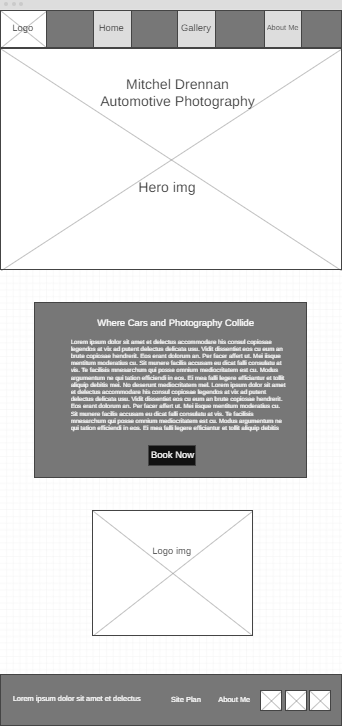 Logo
Home
Gallery
About Me
Mitchel Drennan
Automotive Photography
Hero img
Where Cars and Photography Collide
Lorem ipsum dolor sit amet et delectus accommodare his consul copiosae
legendos at vix ad putent delectus delicata usu. Vidit dissentiet eos cu eum an
brute copiosae hendrerit. Eos erant dolorum an. Per facer affert ut. Mei iisque
mentitum moderatius cu. Sit munere facilis accusam eu dicat falli consulatu at
vis. Te facilisis mnesarchum qui posse omnium mediocritatem est cu. Modus
argumentum ne qui tation efficiendi in eos. Ei mea falli legere efficiantur et tollit
aliquip debitis mei. No deserunt mediocritatem mel. Lorem ipsum dolor sit amet
et delectus accommodare his consul copiosae legendos at vix ad putent
delectus delicata usu. Vidit dissentiet eos cu eum an brute copiosae hendrerit.
Eos erant dolorum an. Per facer affert ut. Mei iisque mentitum moderatius cu.
Sit munere facilis accusam eu dicat falli consulatu at vis. Te facilisis
mnesarchum qui posse omnium mediocritatem est cu. Modus argumentum ne
qui tation efficiendi in eos. Ei mea falli legere efficiantur et tollit aliquip debitis
Book Now
Logo img
Lorem ipsum dolor sit amet et delectus
Site Plan
About Me